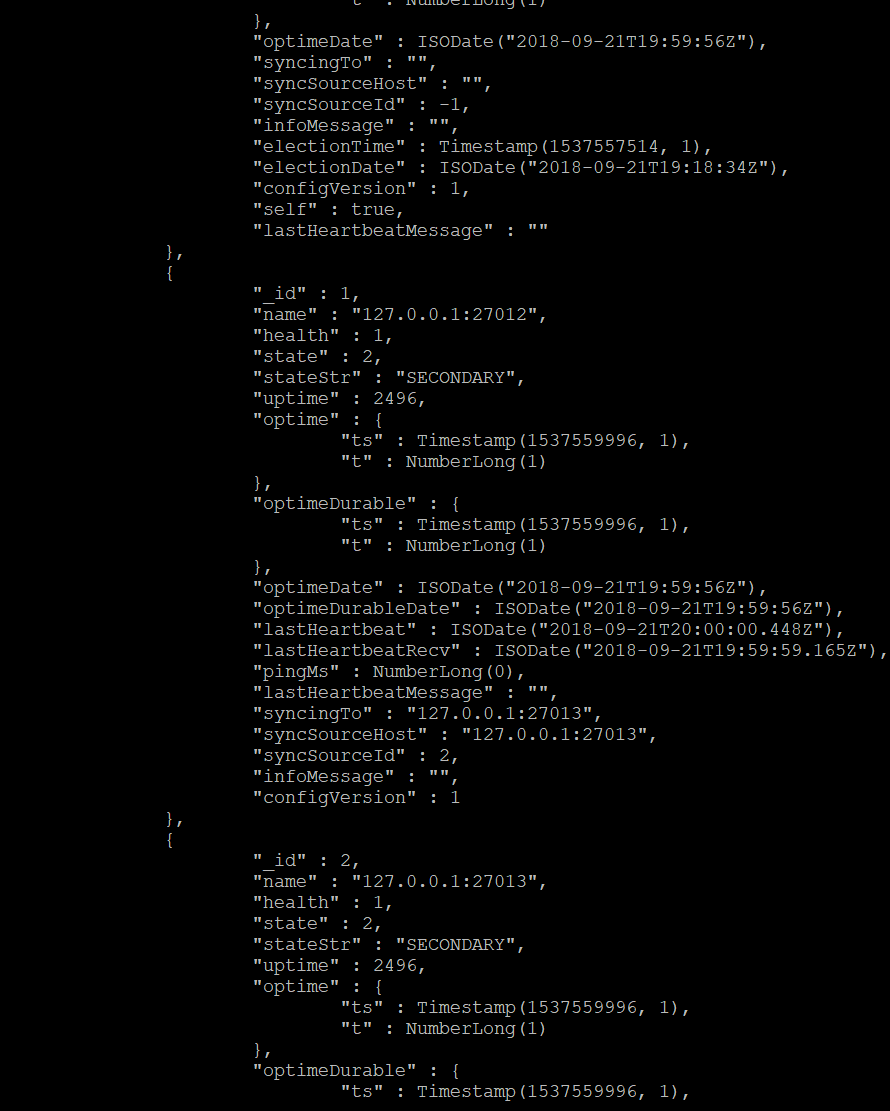 "t" : NumberLong(1)
},
"optimeDate" : ISODate("2018-09-21T19:59:56Z"),
"syncingTo" : "",
"syncSourceHost" : "",
"syncSourceId" : -1,
"infoMessage" : "",
"electionTime" : Timestamp(1537557514, 1),
"electionDate" : ISODate("2018-09-21T19:18:34Z"),
"configVersion" : 1,
"self" : true,
"lastHeartbeatMessage" : ""
},
{
"_id" : 1,
"name" : "127.0.0.1:27012",
"health" : 1,
"state" : 2,
"stateStr" : "SECONDARY",
"uptime" : 2496,
"optime" : {
"ts" : Timestamp(1537559996, 1),
"t" : NumberLong(1)
},
"optimeDurable" : {
"ts" : Timestamp(1537559996, 1),
"t" : NumberLong(1)
},
"optimeDate" : ISODate("2018-09-21T19:59:56Z"),
"optimeDurableDate" : ISODate("2018-09-21T19:59:56Z"),
"lastHeartbeat" : ISODate("2018-09-21T20:00:00.448Z"),
"lastHeartbeatRecv" : ISODate("2018-09-21T19:59:59.165Z"),
"pingMs" : NumberLong(0),
"lastHeartbeatMessage" : "",
"syncingTo" : "127.0.0.1:27013",
"syncSourceHost" : "127.0.0.1:27013",
"syncSourceId" : 2,
"infoMessage" : "",
"configVersion" : 1
},
{
"_id" : 2,
"name" : "127.0.0.1:27013",
"health" : 1,
"state" : 2,
"stateStr" : "SECONDARY",
"uptime" : 2496,
"optime" : {
"ts" : Timestamp(1537559996, 1),
"t" : NumberLong(1)
},
"optimeDurable" : {
"ts" : Timestamp(1537559996, 1),